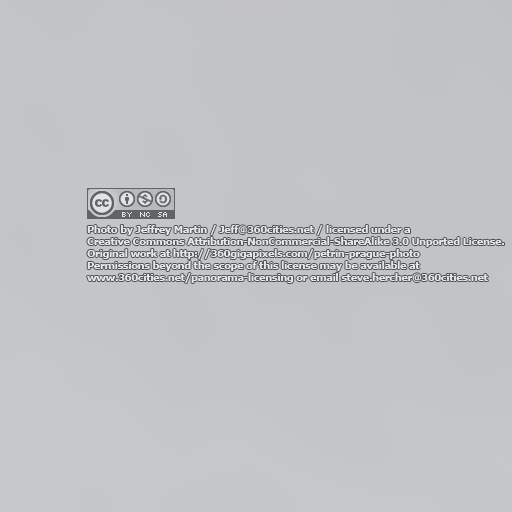 cc
BY NC SA
Photo by Jeffrey Martin / Jeff@360cities.net / licensed under a
Creative Commons Attribution-NonCommercial-ShareAlike 3.0 Unported License.
Original work at http://360gigapixels.com/petrin-prague-photo
Permissions beyond the scope of this license may be available at
www.360cities.net/panorama-licensing or email steve.hercher@360cities.net